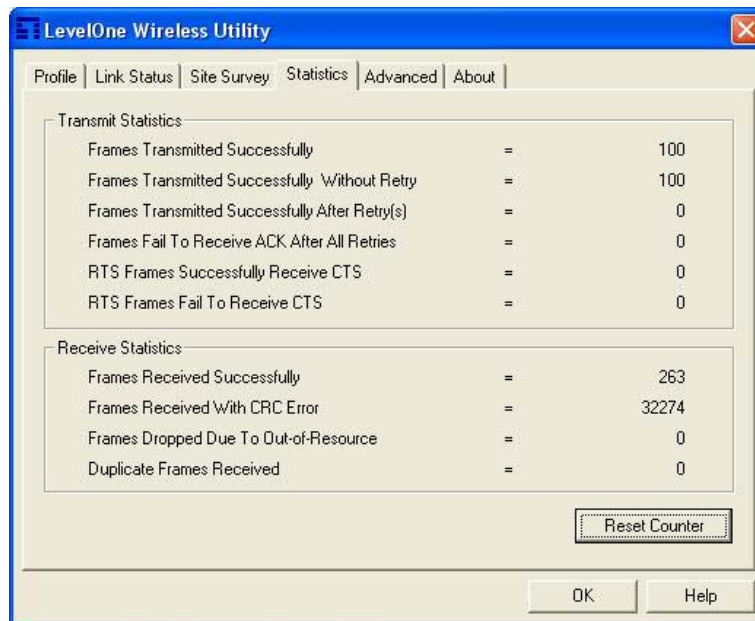 LevelOne Wireless Utility
Profile Link Status Site Survey Statistics Advanced About
Transmit Statistics
Frames Transmitted Successfully = 100
Frames Transmitted Successfully Without Retry = 100
Frames Transmitted Successfully After Retry(s) = 0
Frames Fail To Receive ACK After All Retries = 0
RTS Frames Successfully Receive CTS = 0
RTS Frames Fail To Receive CTS = 0
Receive Statistics
Frames Received Successfully = 263
Frames Received With CRC Error = 32274
Frames Dropped Due To Out-of-Resource = 0
Duplicate Frames Received = 0
Reset Counter
OK Help